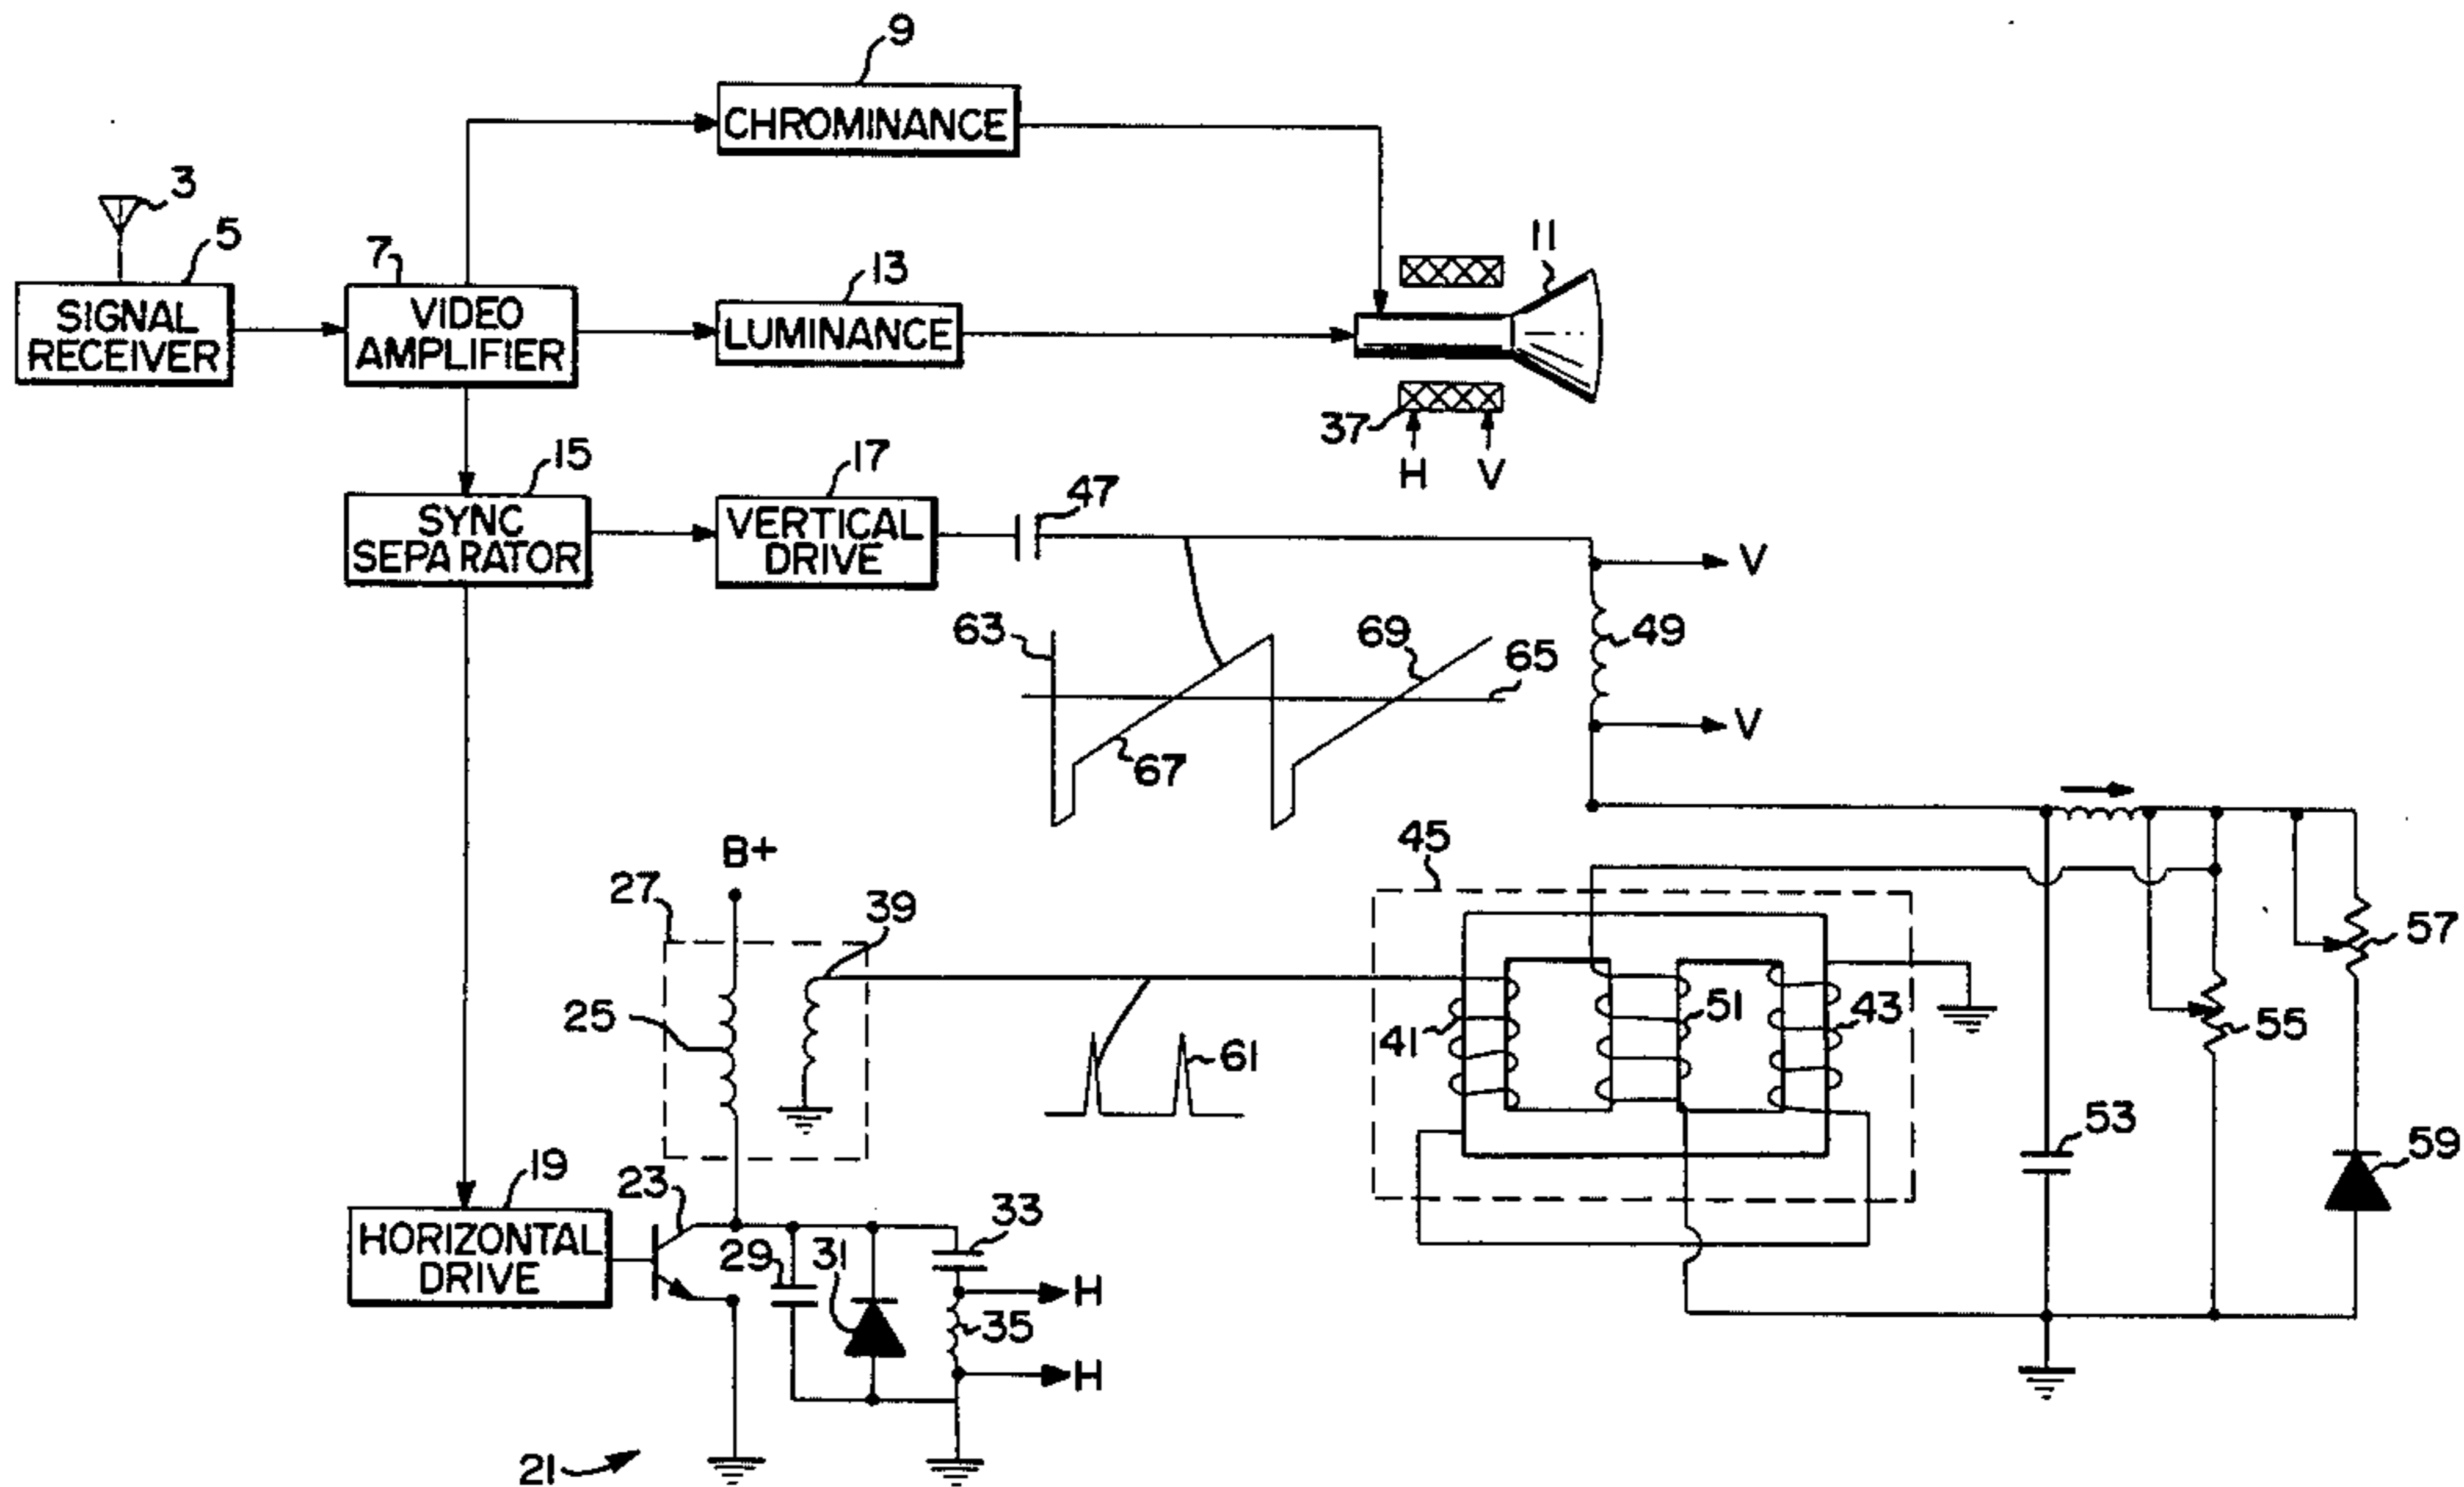 9
CHROMINANCE
3
5
SIGNAL
RECEIVER
7
VIDEO
AMPLIFIER
13
LUMINANCE
11
37
H
V
15
SYNC
SEPARATOR
17
VERTICAL
DRIVE
47
V
49
V
63
69
65
67
B+
27
39
25
61
45
41
51
43
57
55
53
59
19
HORIZONTAL
DRIVE
23
29
31
33
H
35
H
21